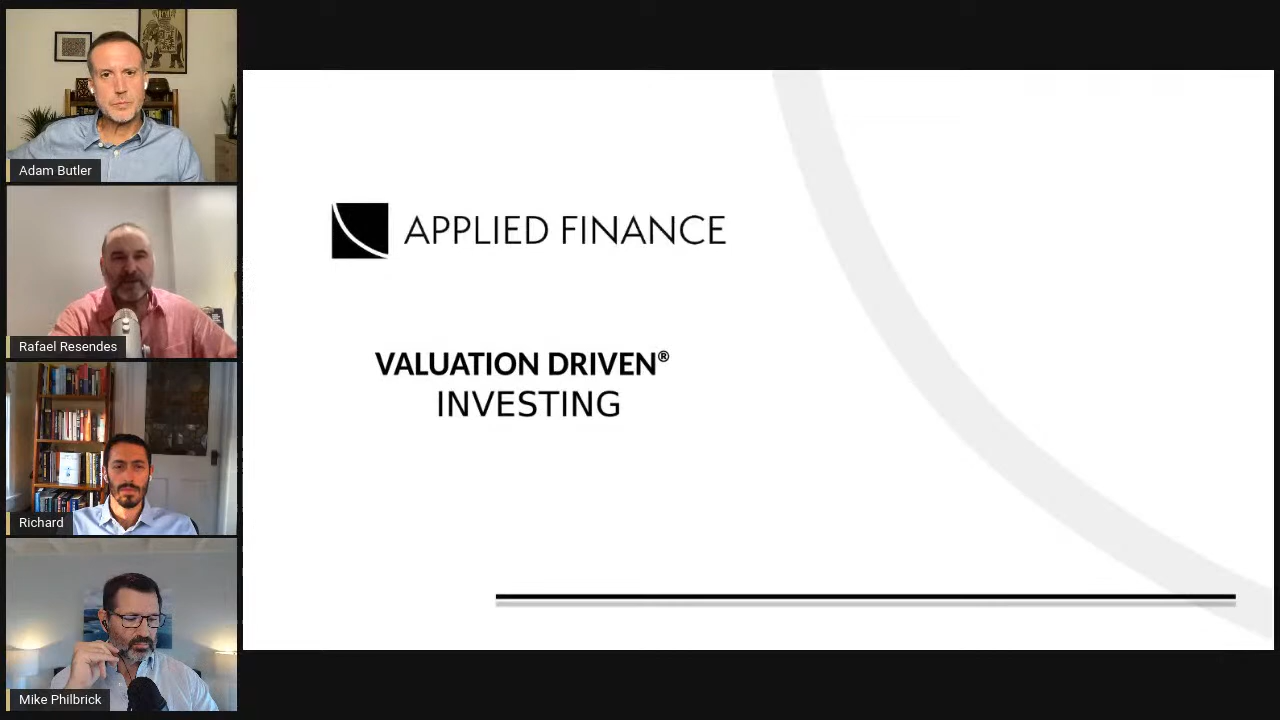 Adam Butler
Rafael Resendes
Richard
Mike Philbrick
APPLIED FINANCE
VALUATION DRIVEN®
INVESTING